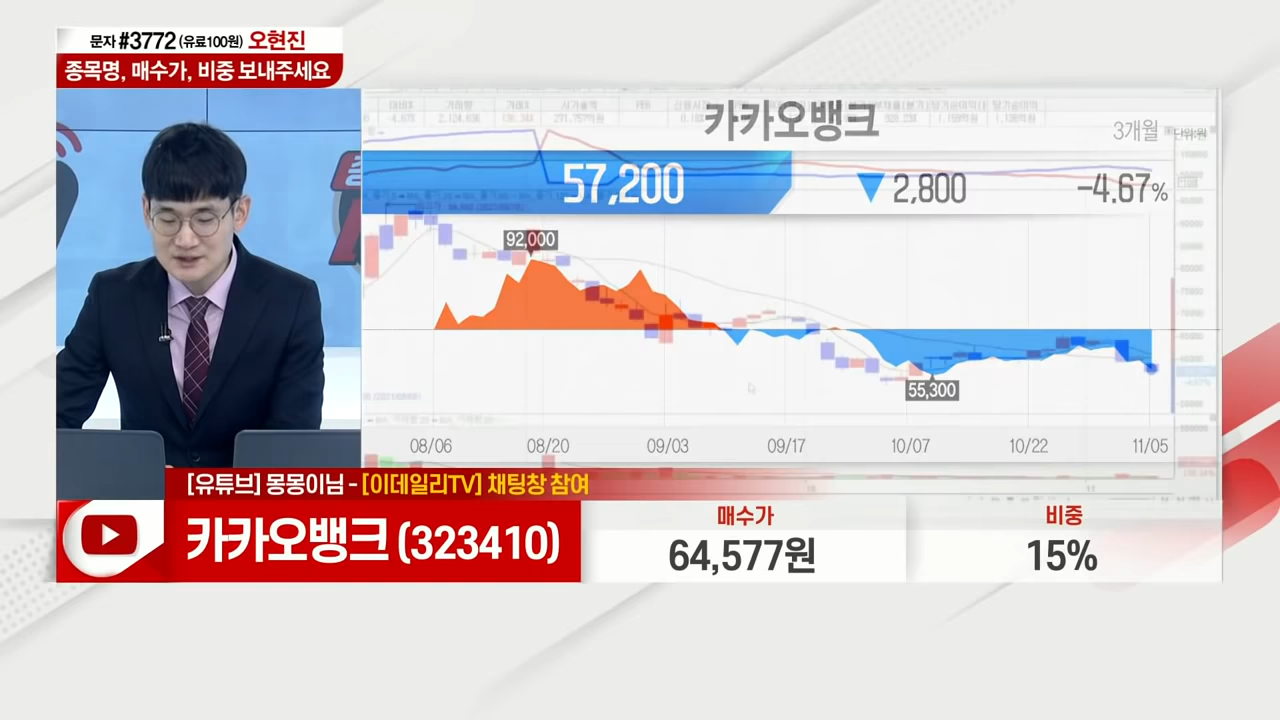 문자 #3772 (유료100원) 오현진
종목명, 매수가, 비중 보내주세요
카카오뱅크
3개월
단위:원
57,200 ▼2,800 -4.67%
92,000
55,300
08/06 08/20 09/03 09/17 10/07 10/22 11/05
[유튜브] 몽몽이님 - [이데일리TV] 채팅창 참여
카카오뱅크 (323410)
매수가
64,577원
비중
15%